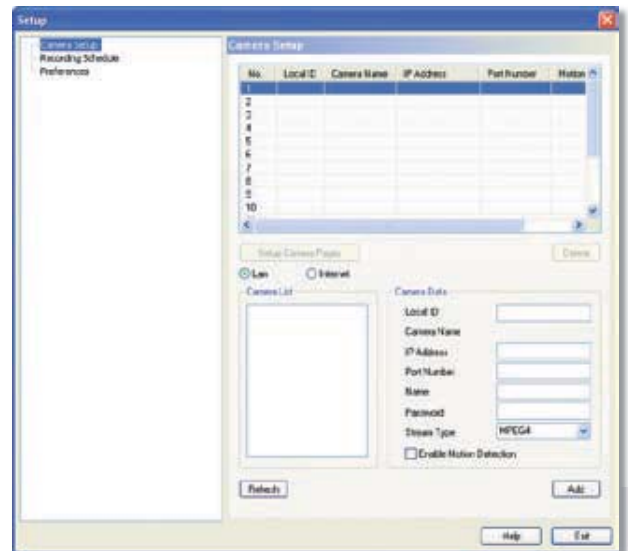 Setup
Camera Setup
Recording Schedule
Preferences
Camera Setup
No. Local ID Camera Name IP Address Port Number Motion
1
2
3
4
5
6
7
8
9
10
Setup Camera Pages Delete
Lan Internet
Camera List
Camera Data
Local ID
Camera Name
IP Address
Port Number
Name
Password
Stream Type MPEG4
Enable Motion Detection
Refresh Add
Help Exit